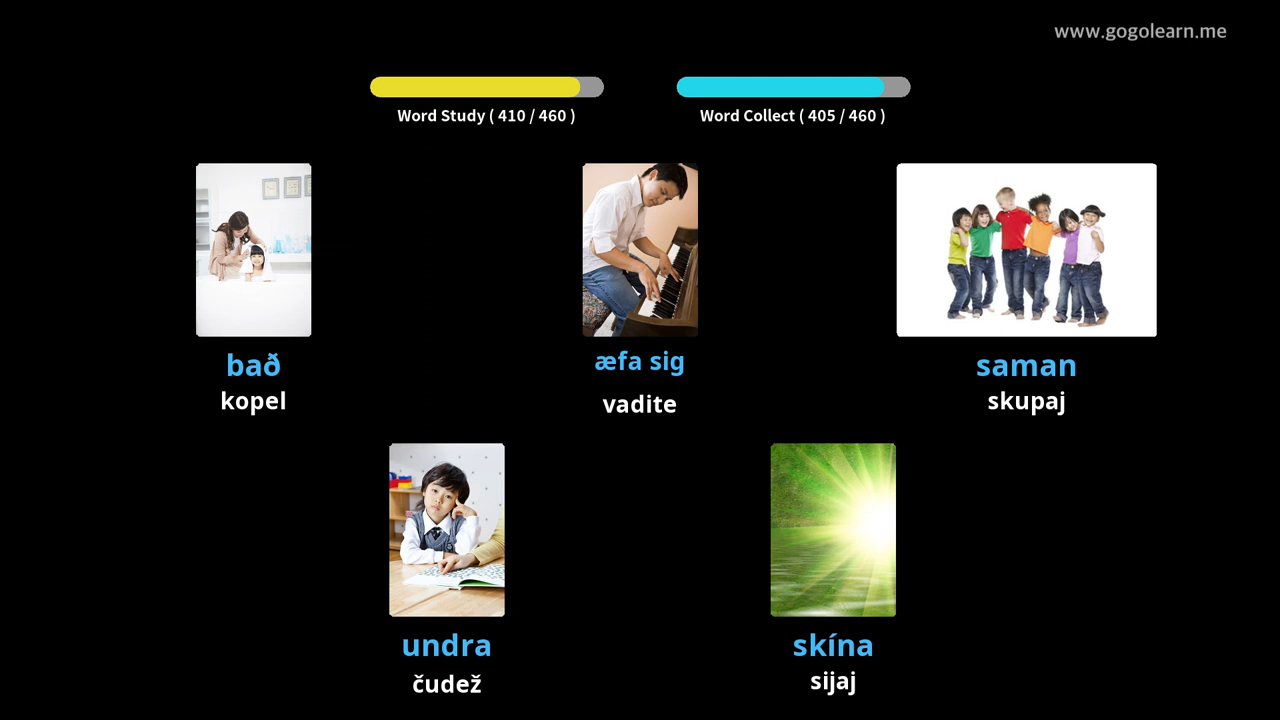 www.gogolearn.me
Word Study ( 410 / 460 )
Word Collect ( 405 / 460 )
bað
kopel
æfa sig
vadite
saman
skupaj
undra
čudež
skína
sijaj